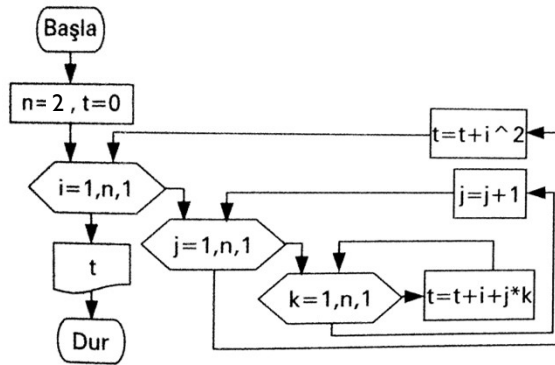 Başla
n=2 , t=0
t=t+i^2
i=1,n,1
j=j+1
j=1,n,1
t
k=1,n,1
t=t+i+j*k
Dur